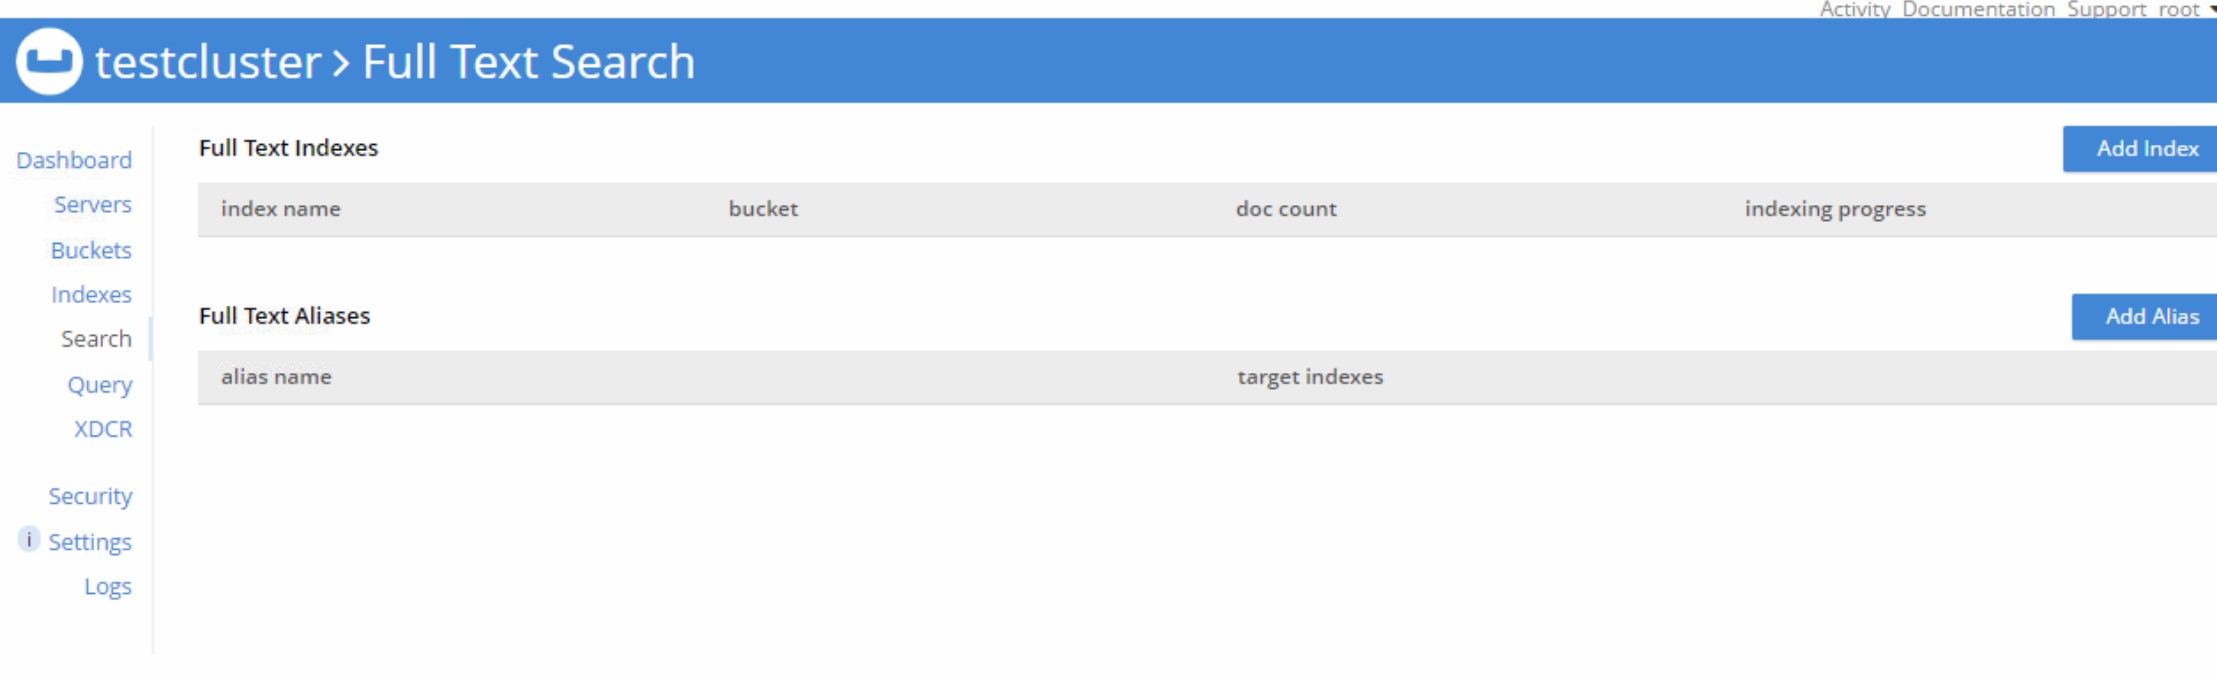 Activity Documentation Support root
testcluster > Full Text Search
Dashboard
Servers
Buckets
Indexes
Search
Query
XDCR
Security
i Settings
Logs
Full Text Indexes
Add Index
index name bucket doc count indexing progress
Full Text Aliases
Add Alias
alias name target indexes